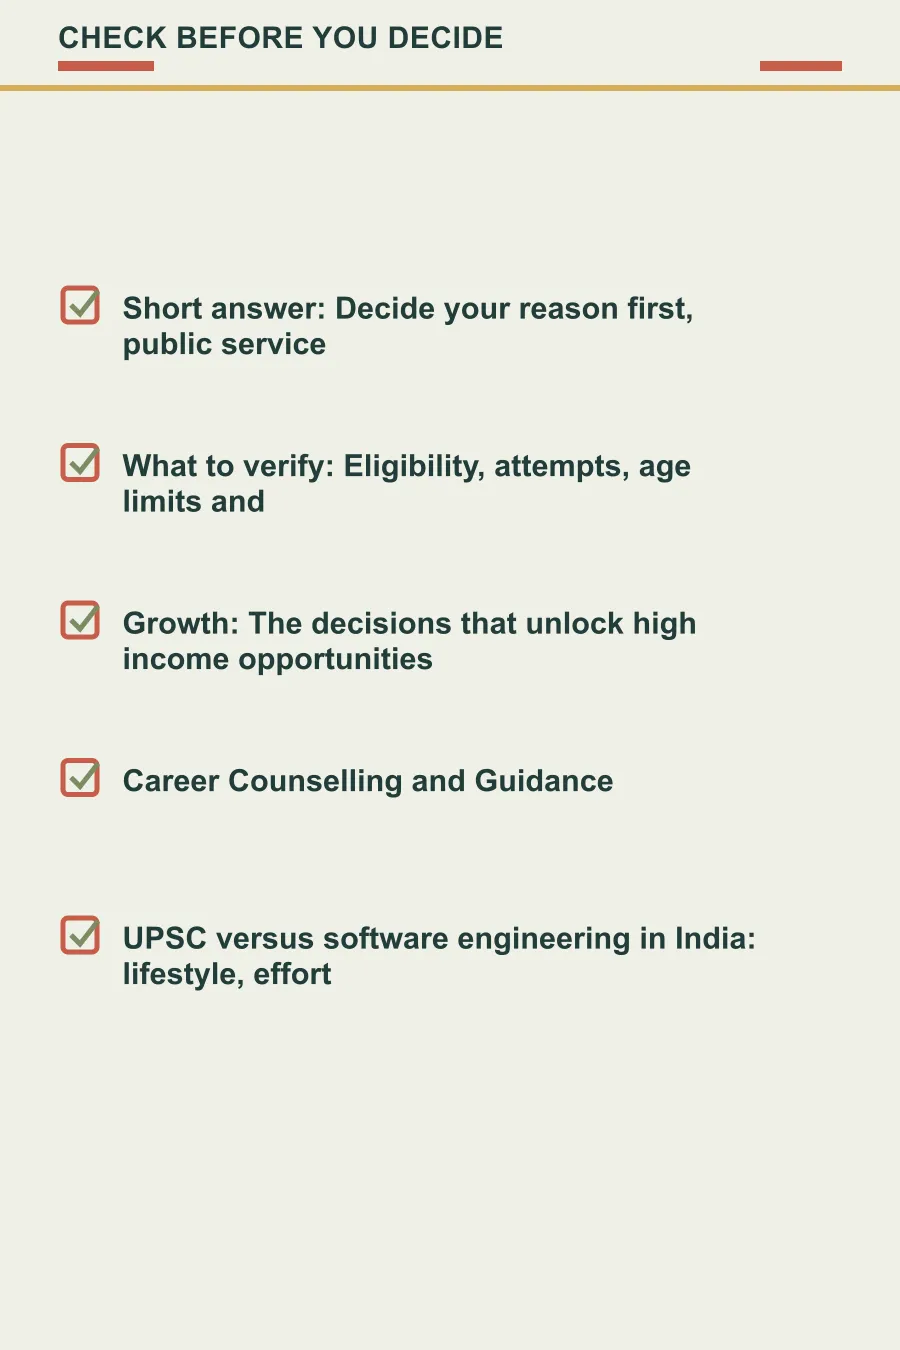 CHECK BEFORE YOU DECIDE
Short answer: Decide your reason first,
public service
What to verify: Eligibility, attempts, age
limits and
Growth: The decisions that unlock high
income opportunities
Career Counselling and Guidance
UPSC versus software engineering in India:
lifestyle, effort